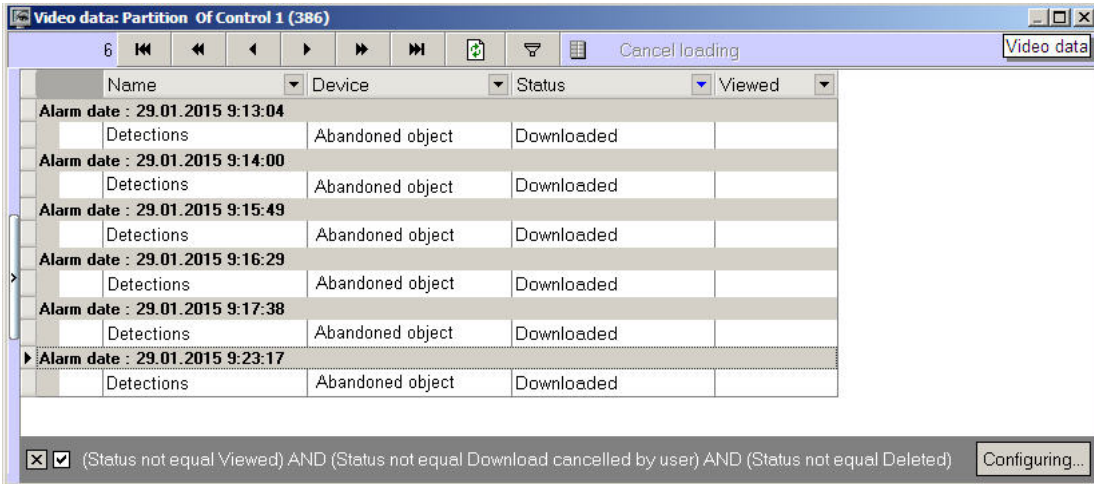 Video data: Partition Of Control 1 (386)
6 Cancel loading Video data
Name Device Status Viewed
Alarm date : 29.01.2015 9:13:04
Detections Abandoned object Downloaded
Alarm date : 29.01.2015 9:14:00
Detections Abandoned object Downloaded
Alarm date : 29.01.2015 9:15:49
Detections Abandoned object Downloaded
Alarm date : 29.01.2015 9:16:29
Detections Abandoned object Downloaded
Alarm date : 29.01.2015 9:17:38
Detections Abandoned object Downloaded
Alarm date : 29.01.2015 9:23:17
Detections Abandoned object Downloaded
(Status not equal Viewed) AND (Status not equal Download cancelled by user) AND (Status not equal Deleted) Configuring...